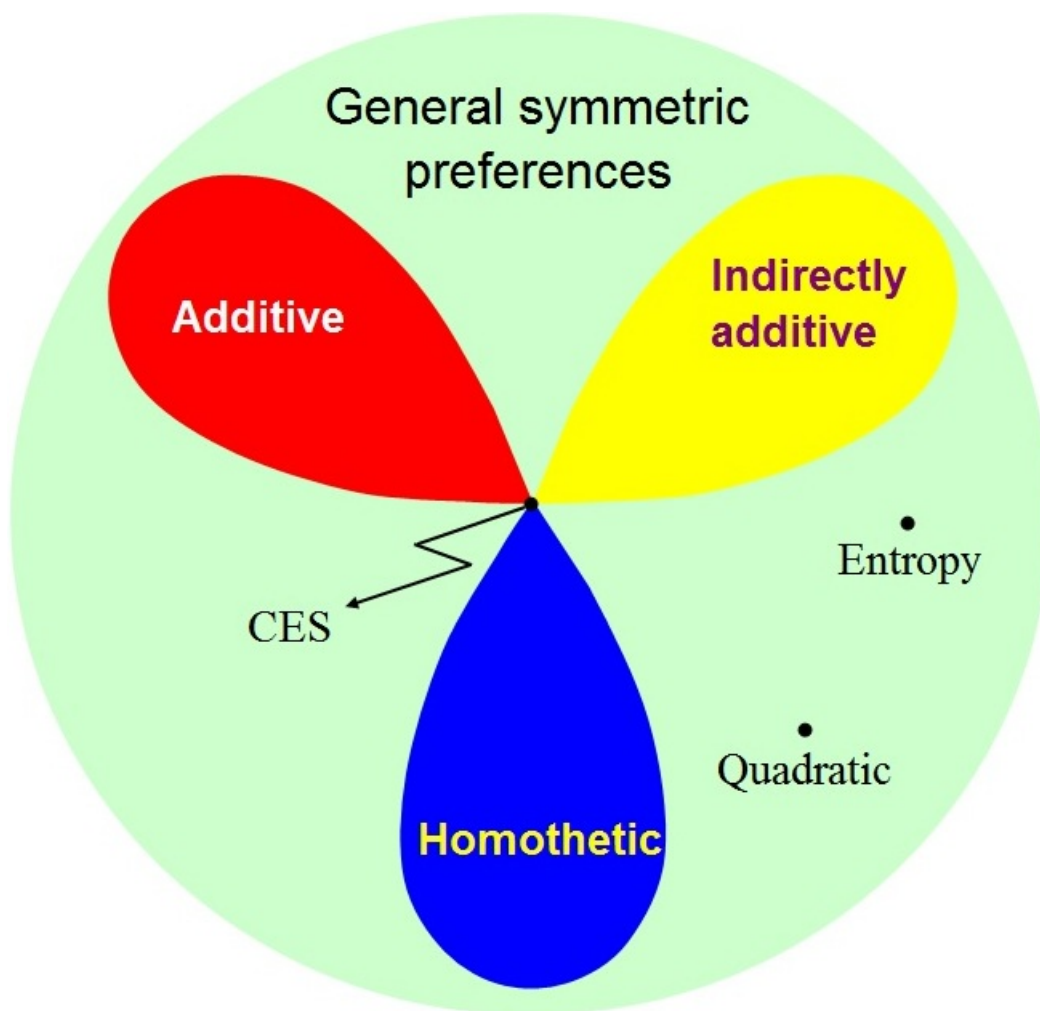 General symmetric
preferences
Additive
Indirectly
additive
Entropy
CES
Quadratic
Homothetic